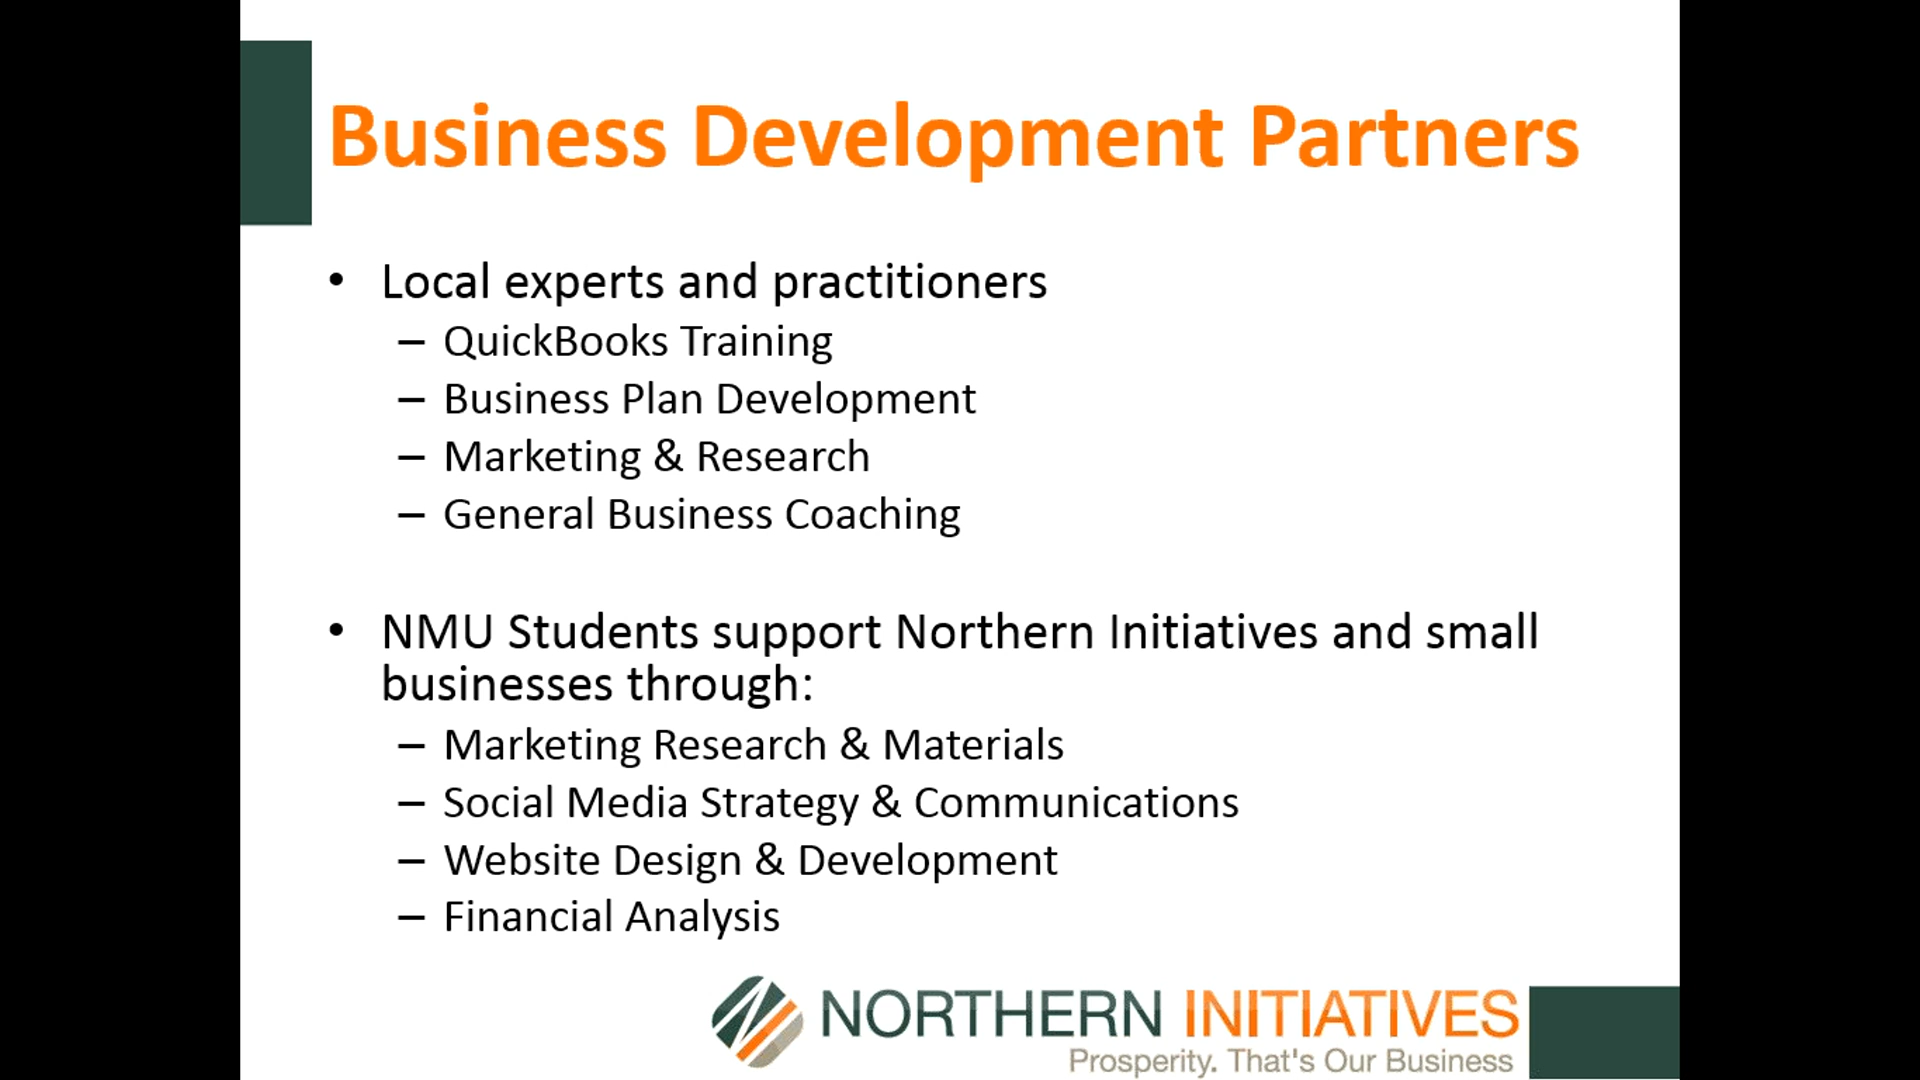 Business Development Partners
• Local experts and practitioners
– QuickBooks Training
– Business Plan Development
– Marketing & Research
– General Business Coaching
• NMU Students support Northern Initiatives and small
businesses through:
– Marketing Research & Materials
– Social Media Strategy & Communications
– Website Design & Development
– Financial Analysis
NORTHERN INITIATIVES
Prosperity. That's Our Business